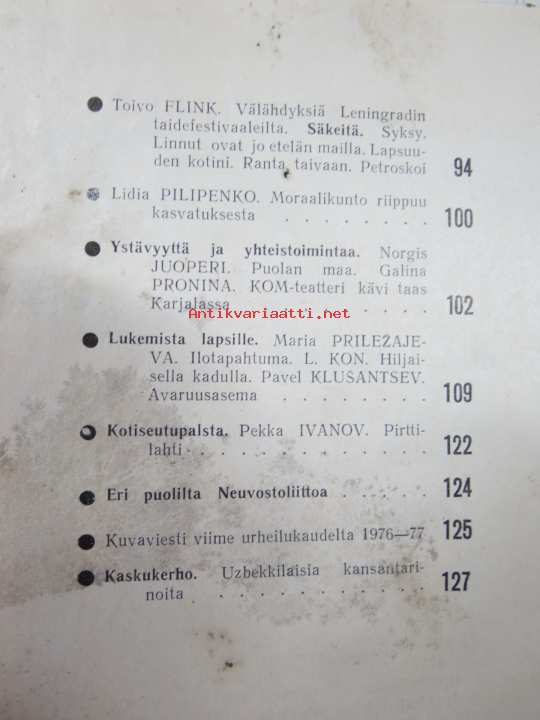 ● Toivo FLINK. Välähdyksiä Leningradin
taidefestivaaleilta. Säkeitä. Syksy.
Linnut ovat jo etelän mailla. Lapsuu-
den kotini. Ranta taivaan. Petroskoi 94
● Lidia PILIPENKO. Moraalikunto riippuu
kasvatuksesta . . . . . . . 100
● Ystävyyttä ja yhteistoimintaa. Norgis
JUOPERI. Puolan maa. Galina
PRONINA. KOM-teatteri kävi taas
Karjalassa . . . . . . . . 102
Antikvariaatti.net
● Lukemista lapsille. Maria PRILEŽAJE-
VA. Ilotapahtuma. L. KON. Hiljai-
sella kadulla. Pavel KLUSANTSEV.
Avaruusasema . . . . . . . 109
● Kotiseutupalsta. Pekka IVANOV. Pirtti-
lahti . . . . . . . . . . 122
● Eri puolilta Neuvostoliittoa . . . . . 124
● Kuvaviesti viime urheilukaudelta 1976—77 125
● Kaskukerho. Uzbekkilaisia kansantari-
noita . . . . . . . . . . 127